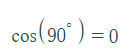 cos(90°) = 0